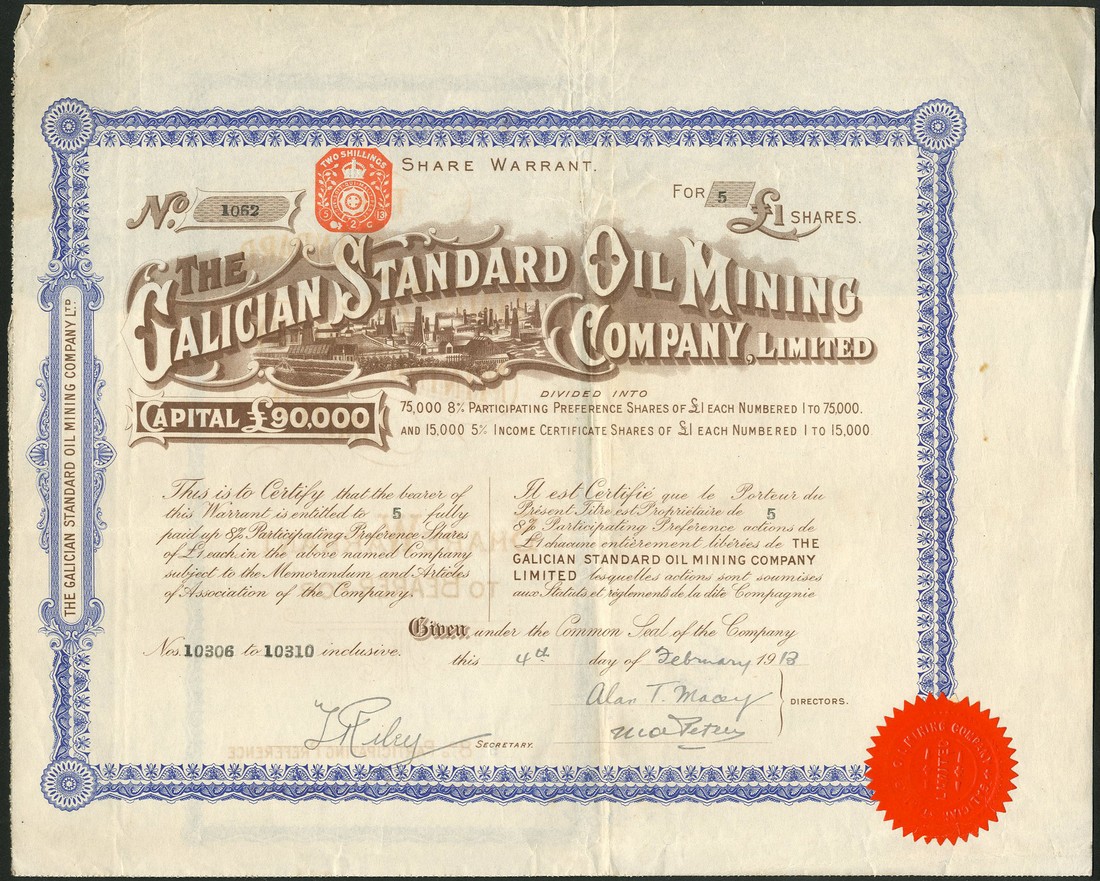 TWO SHILLINGS
5 13
2 G
SHARE WARRANT.
No. 1062
FOR 5 £1 SHARES.
THE
GALICIAN STANDARD OIL MINING
COMPANY, LIMITED
CAPITAL £90,000
DIVIDED INTO
75,000 8% PARTICIPATING PREFERENCE SHARES OF £1 EACH NUMBERED 1 TO 75,000.
AND 15,000 5% INCOME CERTIFICATE SHARES OF £1 EACH NUMBERED 1 TO 15,000.
THE GALICIAN STANDARD OIL MINING COMPANY LTD.
This is to Certify that the bearer of
this Warrant is entitled to 5 fully
paid up 8% Participating Preference Shares
of £1 each in the above named Company
subject to the Memorandum and Articles
of Association of the Company.
Il est Certifié que le Porteur du
Présent Titre est Propriétaire de 5
8% Participating Preference actions de
£1 chacune entièrement libérées de THE
GALICIAN STANDARD OIL MINING COMPANY
LIMITED lesquelles actions sont soumises
aux Statuts et règlements de la dite Compagnie
Given under the Common Seal of the Company
Nos. 10306 to 10310 inclusive.
this 4th day of February 1913
Alan T. Macey
DIRECTORS.
Riley
SECRETARY.
MINING COMPANY
LIMITED